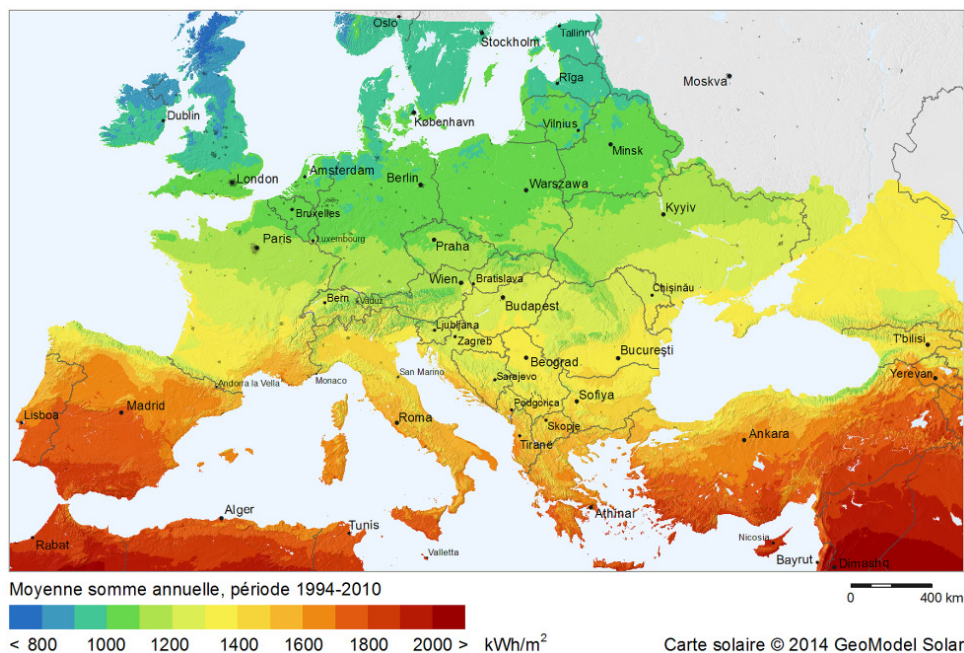 Oslo
Stockholm
Tallinn
Rīga
Moskva
Dublin
København
Vilnius
Minsk
London
Amsterdam
Berlin
Warszawa
Bruxelles
Kyyiv
Paris
Luxembourg
Praha
Wien
Bratislava
Bern
Vaduz
Budapest
Chişinău
Ljubljana
Zagreb
T'bilisi
Beograd
Bucureşti
Andorra la Vella
Monaco
San Marino
Sarajevo
Yerevan
Madrid
Podgorica
Sofiya
Lisboa
Roma
Skopje
Tiranë
Ankara
Alger
Athínai
Tunis
Rabat
Valletta
Nicosia
Bayrut
Dimashq
Moyenne somme annuelle, période 1994-2010
0 400 km
< 800 1000 1200 1400 1600 1800 2000 > kWh/m²
Carte solaire © 2014 GeoModel Solar